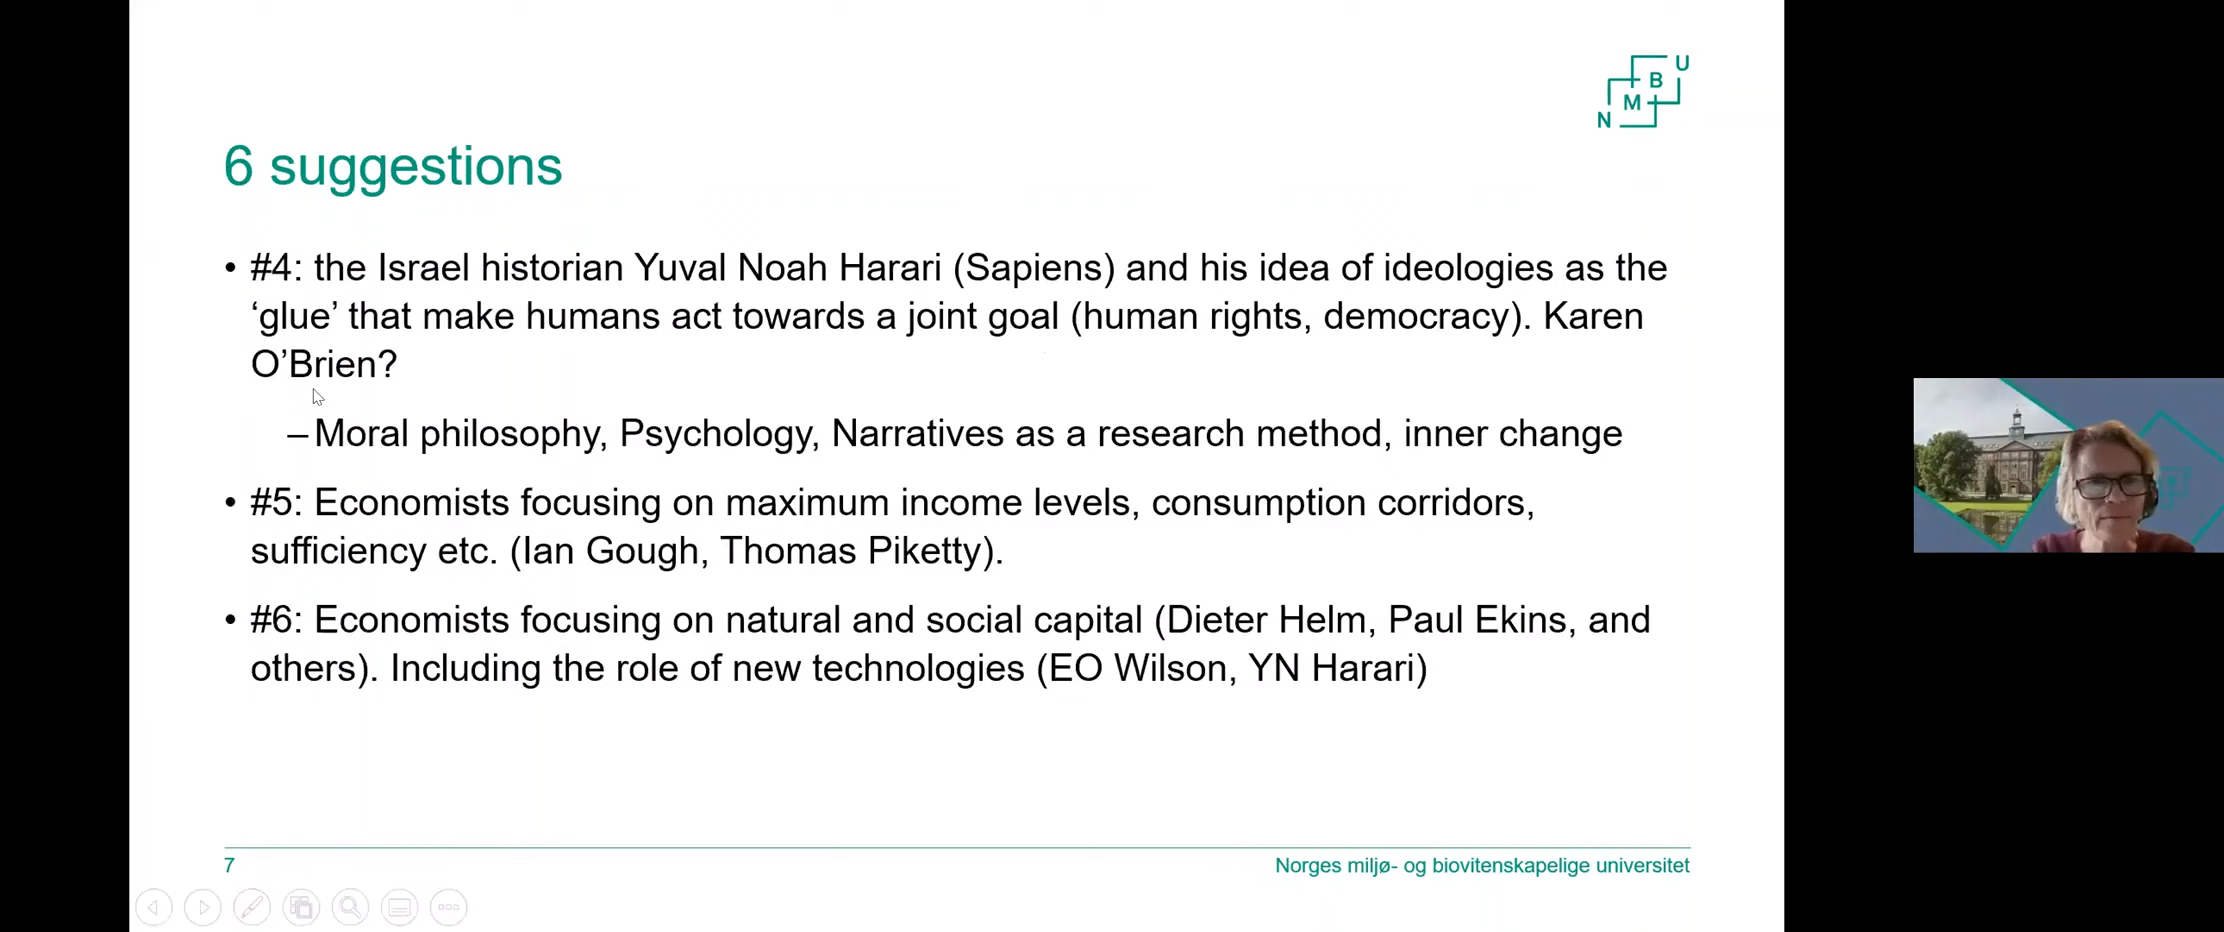 N M B U
6 suggestions
• #4: the Israel historian Yuval Noah Harari (Sapiens) and his idea of ideologies as the
‘glue’ that make humans act towards a joint goal (human rights, democracy). Karen
O’Brien?
– Moral philosophy, Psychology, Narratives as a research method, inner change
• #5: Economists focusing on maximum income levels, consumption corridors,
sufficiency etc. (Ian Gough, Thomas Piketty).
• #6: Economists focusing on natural and social capital (Dieter Helm, Paul Ekins, and
others). Including the role of new technologies (EO Wilson, YN Harari)
7
Norges miljø- og biovitenskapelige universitet